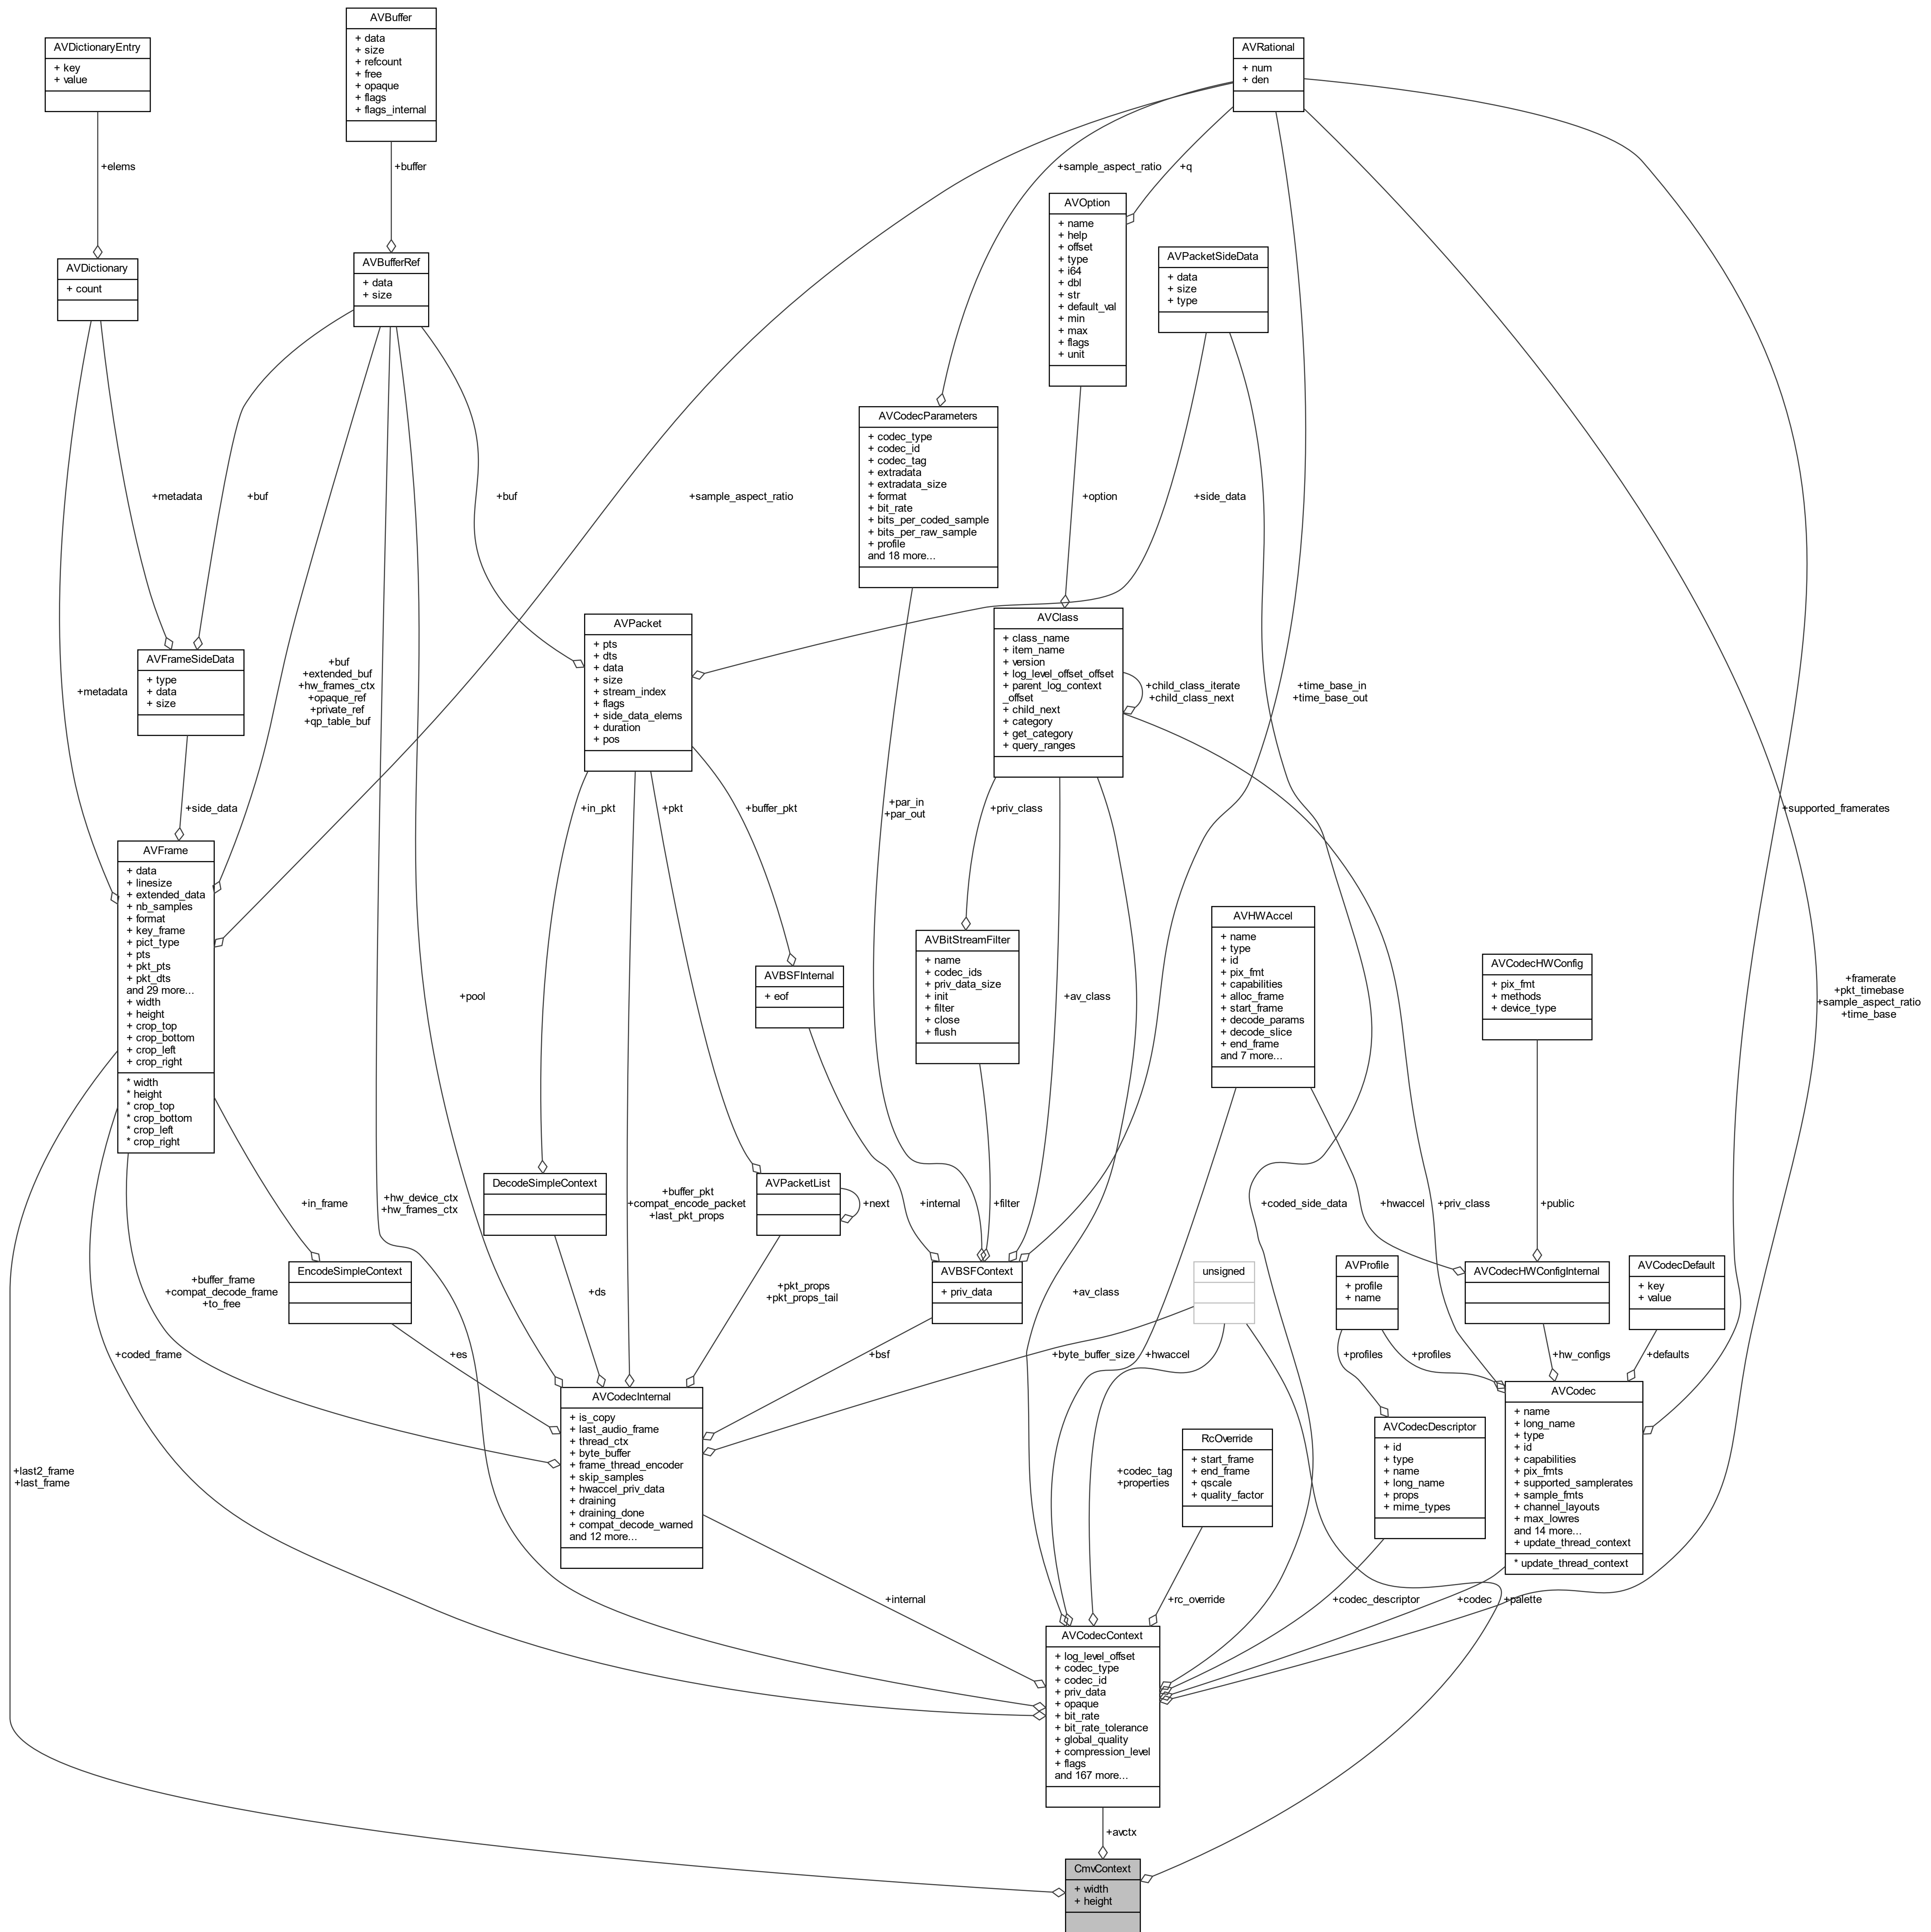 AVBuffer
+ data
+ size
+ refcount
+ free
+ opaque
+ flags
+ flags_internal
AVDictionaryEntry
+ key
+ value
AVRational
+ num
+ den
+elems
+buffer
+sample_aspect_ratio
+q
AVOption
+ name
+ help
+ offset
+ type
+ i64
+ dbl
+ str
+ default_val
+ min
+ max
+ flags
+ unit
AVPacketSideData
+ data
+ size
+ type
AVDictionary
+ count
AVBufferRef
+ data
+ size
AVCodecParameters
+ codec_type
+ codec_id
+ codec_tag
+ extradata
+ extradata_size
+ format
+ bit_rate
+ bits_per_coded_sample
+ bits_per_raw_sample
+ profile
and 18 more...
+metadata
+buf
+buf
+sample_aspect_ratio
+option
+side_data
AVFrameSideData
+ type
+ data
+ size
+metadata
+buf
+extended_buf
+hw_frames_ctx
+opaque_ref
+private_ref
+qp_table_buf
AVPacket
+ pts
+ dts
+ data
+ size
+ stream_index
+ flags
+ side_data_elems
+ duration
+ pos
AVClass
+ class_name
+ item_name
+ version
+ log_level_offset_offset
+ parent_log_context
_offset
+ child_next
+ category
+ get_category
+ query_ranges
+child_class_iterate
+child_class_next
+time_base_in
+time_base_out
+side_data
+in_pkt
+pkt
+buffer_pkt
+par_in
+par_out
+priv_class
+supported_framerates
AVFrame
+ data
+ linesize
+ extended_data
+ nb_samples
+ format
+ key_frame
+ pict_type
+ pts
+ pkt_pts
+ pkt_dts
and 29 more...
+ width
+ height
+ crop_top
+ crop_bottom
+ crop_left
+ crop_right
* width
* height
* crop_top
* crop_bottom
* crop_left
* crop_right
+pool
AVBSFInternal
+ eof
AVBitStreamFilter
+ name
+ codec_ids
+ priv_data_size
+ init
+ filter
+ close
+ flush
+av_class
AVHWAccel
+ name
+ type
+ id
+ pix_fmt
+ capabilities
+ alloc_frame
+ start_frame
+ decode_params
+ decode_slice
+ end_frame
and 7 more...
AVCodecHWConfig
+ pix_fmt
+ methods
+ device_type
+framerate
+pkt_timebase
+sample_aspect_ratio
+time_base
+in_frame
+hw_device_ctx
+hw_frames_ctx
DecodeSimpleContext
+buffer_pkt
+compat_encode_packet
+last_pkt_props
AVPacketList
+next
+internal
+filter
+coded_side_data
+hwaccel
+priv_class
+public
+buffer_frame
+compat_decode_frame
+to_free
EncodeSimpleContext
+ds
+pkt_props
+pkt_props_tail
AVBSFContext
+ priv_data
+av_class
unsigned
AVProfile
+ profile
+ name
AVCodecHWConfigInternal
AVCodecDefault
+ key
+ value
+coded_frame
+es
+bsf
+byte_buffer_size
+hwaccel
+profiles
+profiles
+hw_configs
+defaults
AVCodecInternal
+ is_copy
+ last_audio_frame
+ thread_ctx
+ byte_buffer
+ frame_thread_encoder
+ skip_samples
+ hwaccel_priv_data
+ draining
+ draining_done
+ compat_decode_warned
and 12 more...
+last2_frame
+last_frame
+codec_tag
+properties
RcOverride
+ start_frame
+ end_frame
+ qscale
+ quality_factor
AVCodecDescriptor
+ id
+ type
+ name
+ long_name
+ props
+ mime_types
AVCodec
+ name
+ long_name
+ type
+ id
+ capabilities
+ pix_fmts
+ supported_samplerates
+ sample_fmts
+ channel_layouts
+ max_lowres
and 14 more...
+ update_thread_context
* update_thread_context
+internal
+rc_override
+codec_descriptor
+codec
+palette
AVCodecContext
+ log_level_offset
+ codec_type
+ codec_id
+ priv_data
+ opaque
+ bit_rate
+ bit_rate_tolerance
+ global_quality
+ compression_level
+ flags
and 167 more...
+avctx
CmvContext
+ width
+ height